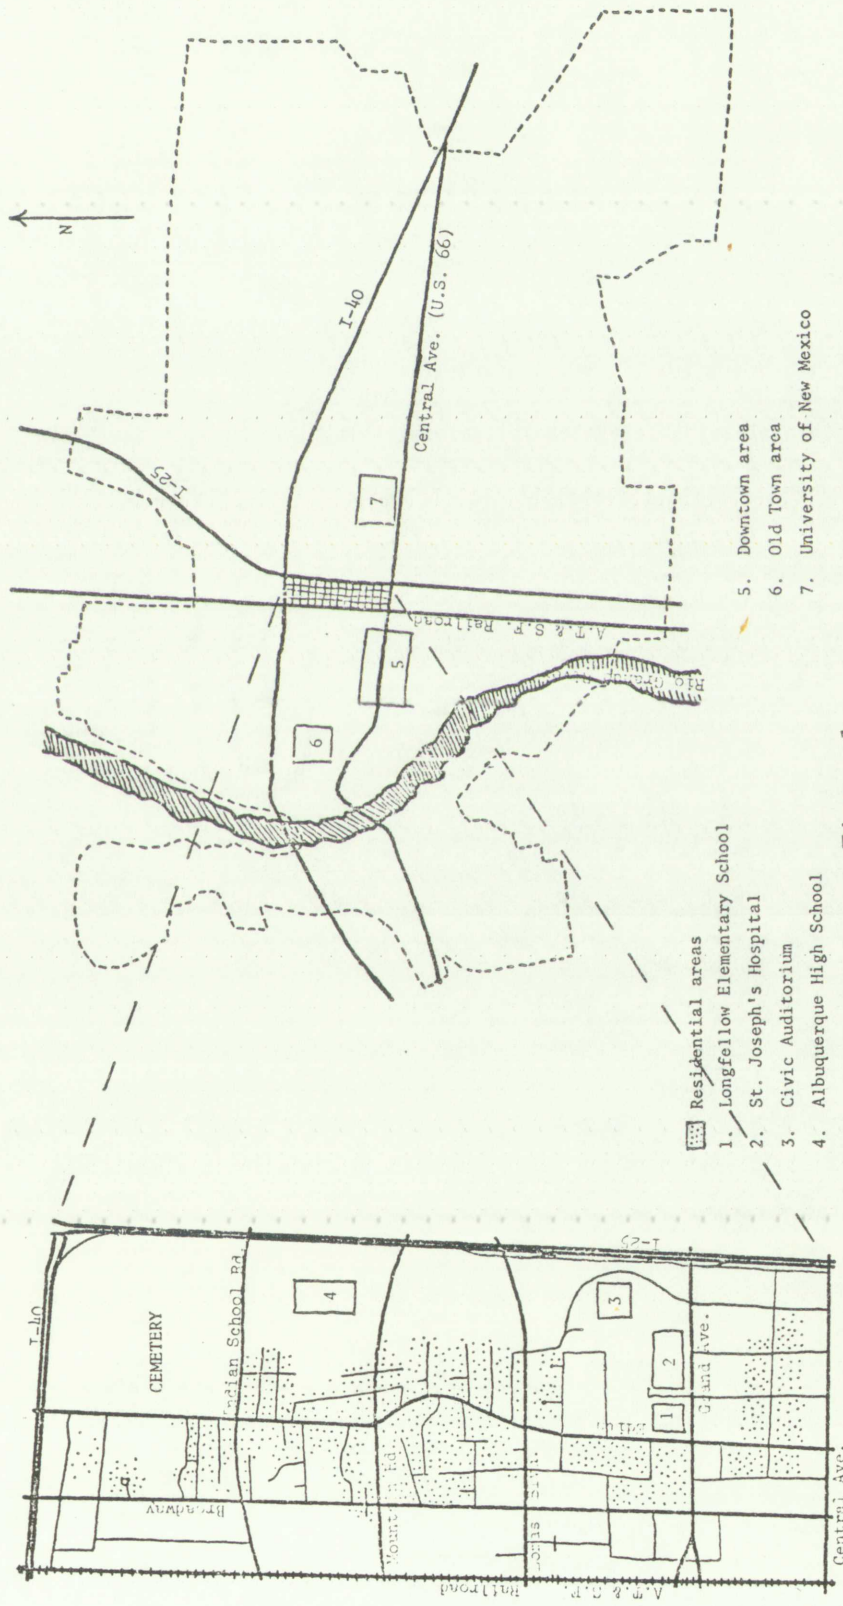 N
I-25
I-40
Central Ave. (U.S. 66)
7
A.T.& S.F. Railroad
5
6
Rio Grande
I-40
CEMETERY
Indian School Rd.
4
Broadway
I-25
3
2
1
Grand Ave.
Railroad
A.T.& S.F.
Central Ave.
Residential areas
1. Longfellow Elementary School
2. St. Joseph's Hospital
3. Civic Auditorium
4. Albuquerque High School
5. Downtown area
6. Old Town area
7. University of New Mexico